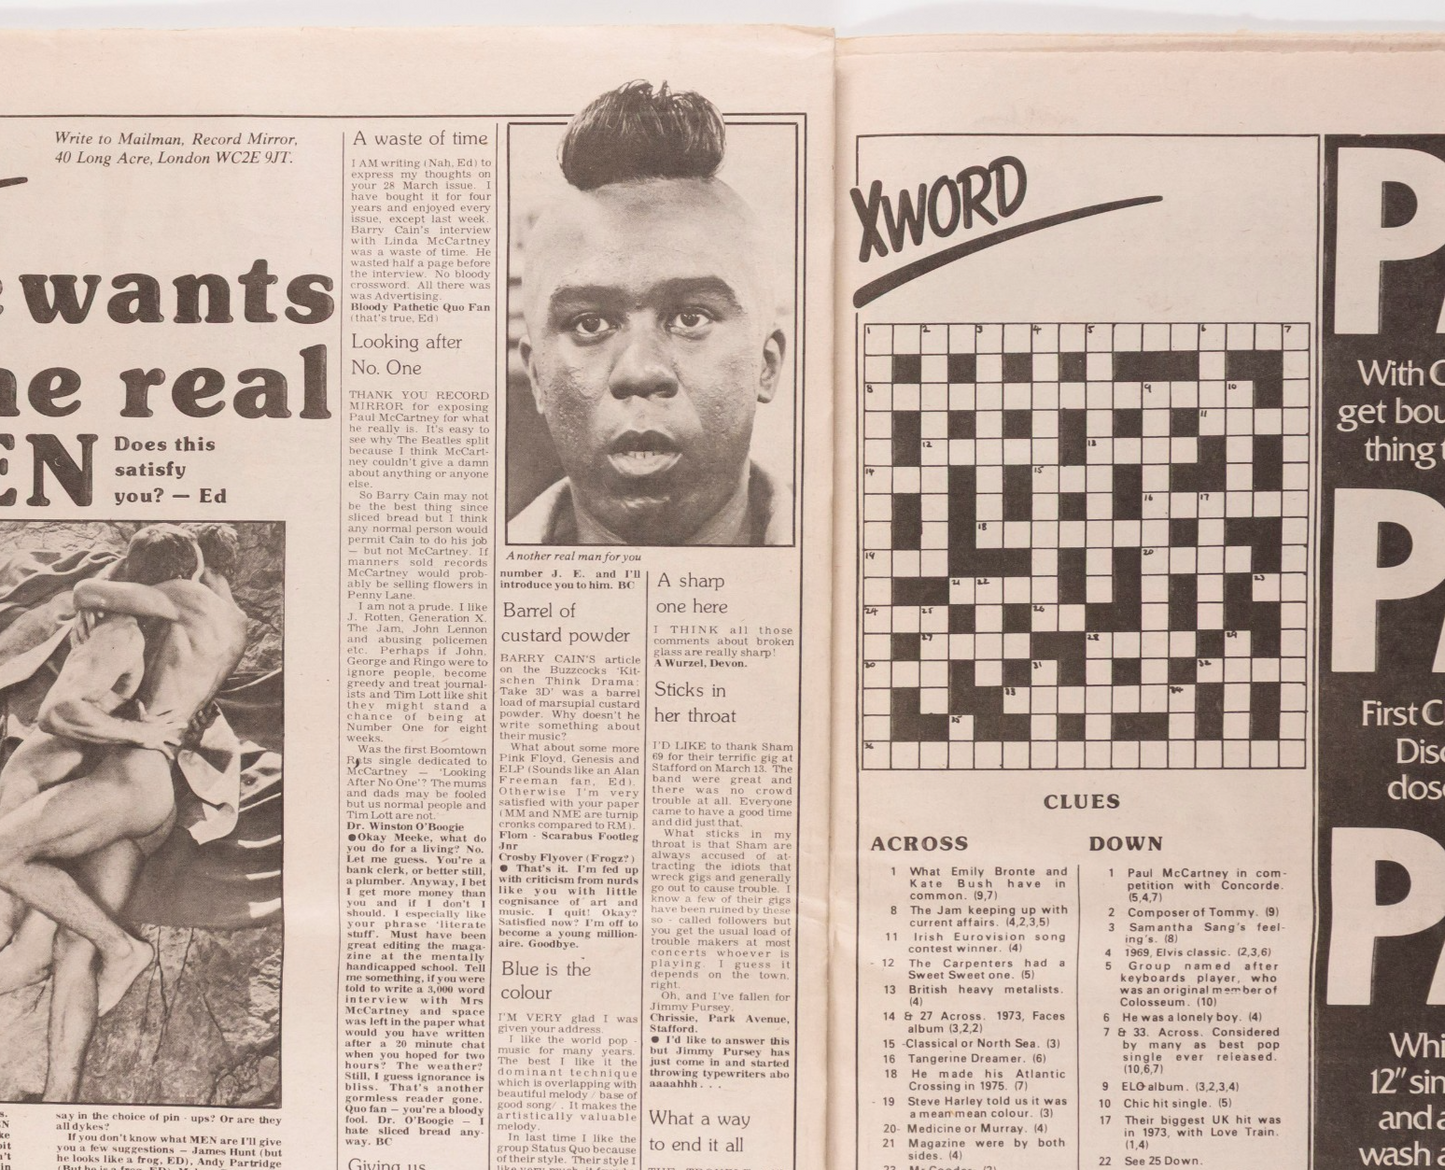 Write to Mailman, Record Mirror,
40 Long Acre, London WC2E 9JT.
wants
real
EN
Does this
satisfy
you? — Ed
say in the choice of pin - ups? Or are they
all dykes?
If you don't know what MEN are I'll give
you a few suggestions — James Hunt (but
he looks like a frog, ED), Andy Partridge
A waste of time
I AM writing (Nah, Ed) to
express my thoughts on
your 28 March issue. I
have bought it for four
years and enjoyed every
issue, except last week.
Barry Cain's interview
with Linda McCartney
was a waste of time. He
wasted half a page before
the interview. No bloody
crossword. All there was
was Advertising.
Bloody Pathetic Quo Fan
(that's true, Ed)
Looking after
No. One
THANK YOU RECORD
MIRROR for exposing
Paul McCartney for what
he really is. It's easy to
see why The Beatles split
because I think McCart-
ney couldn't give a damn
about anything or anyone
else.
So Barry Cain may not
be the best thing since
sliced bread but I think
any normal person would
permit Cain to do his job
— but not McCartney. If
manners sold records
McCartney would prob-
ably be selling flowers in
Penny Lane.
I am not a prude. I like
J. Rotten, Generation X,
The Jam, John Lennon
and abusing policemen
etc. Perhaps if John,
George and Ringo were to
ignore people, become
greedy and treat journal-
ists and Tim Lott like shit
they might stand a
chance of being at
Number One for eight
weeks.
Was the first Boomtown
Rats single dedicated to
McCartney — 'Looking
After No One'? The mums
and dads may be fooled
but us normal people and
Tim Lott are not.
Dr. Winston O'Boogie
●Okay Meeke, what do
you do for a living? No.
Let me guess. You're a
bank clerk, or better still,
a plumber. Anyway, I bet
I get more money than
you and if I don't I
should. I especially like
your phrase 'literate
stuff'. Must have been
great editing the maga-
zine at the mentally
handicapped school. Tell
me something, if you were
told to write a 3,000 word
interview with Mrs
McCartney and space
was left in the paper what
would you have written
after a 20 minute chat
when you hoped for two
hours? The weather?
Still, I guess ignorance is
bliss. That's another
gormless reader gone.
Quo fan — you're a bloody
fool. Dr. O'Boogie — I
hate sliced bread any-
way. BC
Giving us
Another real man for you
number J. E. and I'll
introduce you to him. BC
Barrel of
custard powder
BARRY CAIN'S article
on the Buzzcocks 'Kit-
schen Think Drama:
Take 3D' was a barrel
load of marsupial custard
powder. Why doesn't he
write something about
their music?
What about some more
Pink Floyd, Genesis and
ELP (Sounds like an Alan
Freeman fan, Ed).
Otherwise I'm very
satisfied with your paper
(MM and NME are turnip
cronks compared to RM).
Flom - Scarabus Footleg
Jnr
Crosby Flyover (Frogz?)
● That's it. I'm fed up
with criticism from nurds
like you with little
cognisance of art and
music. I quit! Okay?
Satisfied now? I'm off to
become a young million-
aire. Goodbye.
Blue is the
colour
I'M VERY glad I was
given your address.
I like the world pop -
music for many years.
The best I like it the
dominant technique
which is overlapping with
beautiful melody / base of
good song/ . It makes the
artistically valuable
melody.
In last time I like the
group Status Quo because
of their style. Their style I
A sharp
one here
I THINK all those
comments about broken
glass are really sharp!
A Wurzel, Devon.
Sticks in
her throat
I'D LIKE to thank Sham
69 for their terrific gig at
Stafford on March 13. The
band were great and
there was no crowd
trouble at all. Everyone
came to have a good time
and did just that.
What sticks in my
throat is that Sham are
always accused of at-
tracting the idiots that
wreck gigs and generally
go out to cause trouble. I
know a few of their gigs
have been ruined by these
so - called followers but
you get the usual load of
trouble makers at most
concerts whoever is
playing. I guess it
depends on the town,
right.
Oh, and I've fallen for
Jimmy Pursey.
Chrissie, Park Avenue,
Stafford.
● I'd like to answer this
but Jimmy Pursey has
just come in and started
throwing typewriters abo
aaaahhh . . .
What a way
to end it all
XWORD
CLUES
ACROSS
1 What Emily Bronte and
Kate Bush have in
common. (9,7)
8 The Jam keeping up with
current affairs. (4,2,3,5)
11 Irish Eurovision song
contest winner. (4)
12 The Carpenters had a
Sweet Sweet one. (5)
13 British heavy metalists.
(4)
14 & 27 Across. 1973, Faces
album (3,2,2)
15 Classical or North Sea. (3)
16 Tangerine Dreamer. (6)
18 He made his Atlantic
Crossing in 1975. (7)
19 Steve Harley told us it was
a mean mean colour. (3)
20 Medicine or Murray. (4)
21 Magazine were by both
sides. (4)
DOWN
1 Paul McCartney in com-
petition with Concorde.
(5,4,7)
2 Composer of Tommy. (9)
3 Samantha Sang's feel-
ing's. (8)
4 1969, Elvis classic. (2,3,6)
5 Group named after
keyboards player, who
was an original member of
Colosseum. (10)
6 He was a lonely boy. (4)
7 & 33. Across. Considered
by many as best pop
single ever released.
(10,6,7)
9 ELO album. (3,2,3,4)
10 Chic hit single. (5)
17 Their biggest UK hit was
in 1973, with Love Train.
(1,4)
22 See 25 Down.
With
get
thing
First
12"
and
wash